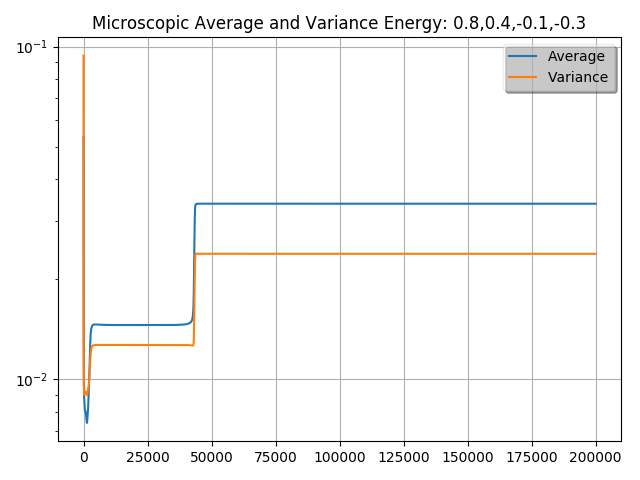 Microscopic Average and Variance Energy: 0.8,0.4,-0.1,-0.3
10⁻¹
Average
Variance
10⁻²
0 25000 50000 75000 100000 125000 150000 175000 200000